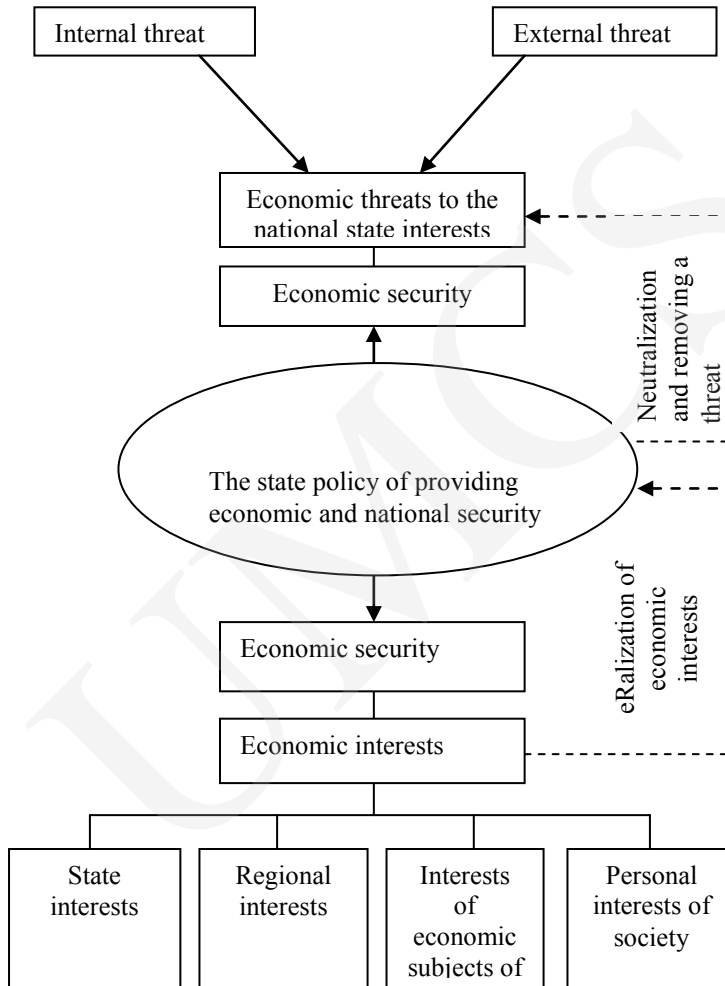 Internal threat
External threat
Economic threats to the
national state interests
Economic security
Neutralization
and removing a
threat
The state policy of providing
economic and national security
Economic security
eRalization of
economic
interests
Economic interests
State
interests
Regional
interests
Interests
of
economic
subjects of
Personal
interests of
society
UMCS